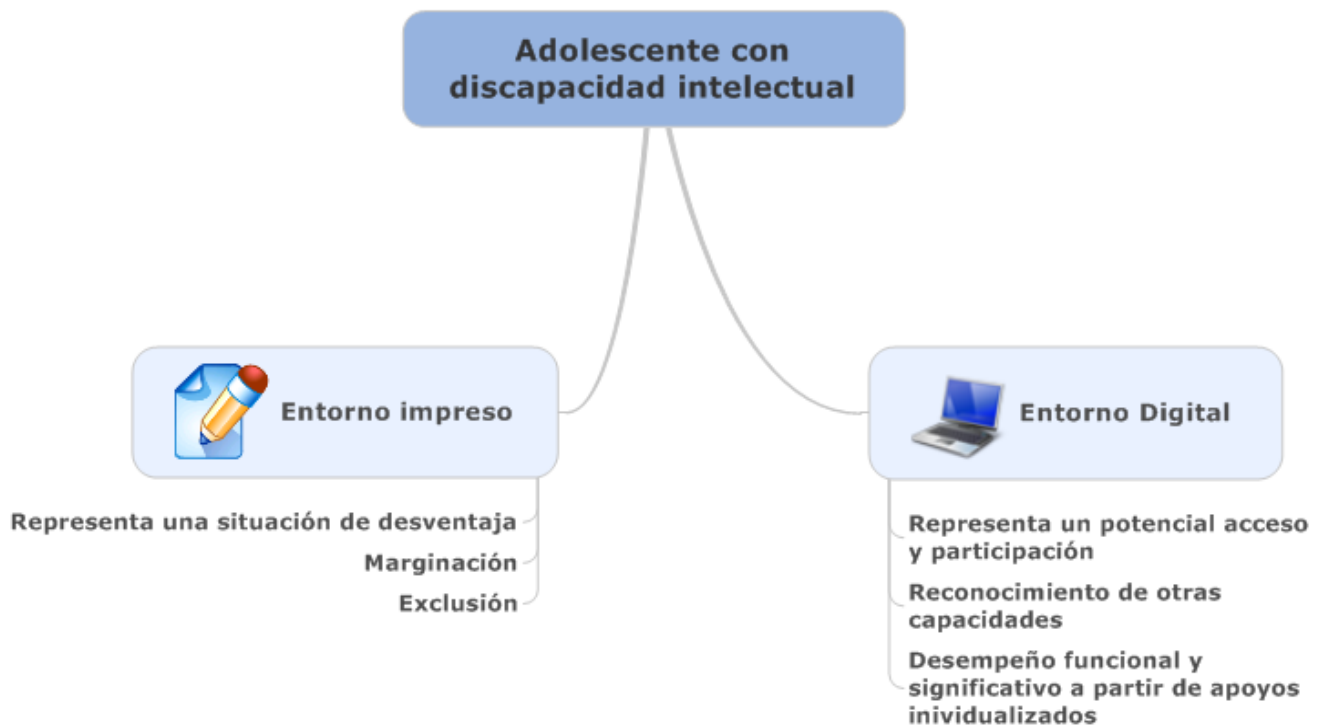 Adolescente con
discapacidad intelectual
Entorno impreso
Representa una situación de desventaja
Marginación
Exclusión
Entorno Digital
Representa un potencial acceso
y participación
Reconocimiento de otras
capacidades
Desempeño funcional y
significativo a partir de apoyos
inividualizados